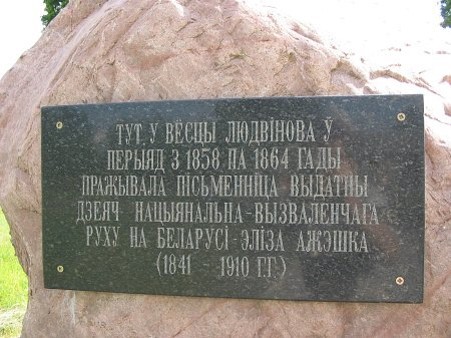 ТУТ, У ВЁСЦЫ ЛЮДВІНОВА Ў
ПЕРЫЯД З 1858 ПА 1864 ГАДЫ
ПРАЖЫВАЛА ПІСЬМЕННІЦА ВЫДАТНЫ
ДЗЕЯЧ НАЦЫЯНАЛЬНА-ВЫЗВАЛЕНЧАГА
РУХУ НА БЕЛАРУСІ-ЭЛІЗА АЖЭШКА
(1841 - 1910 Г.Г.)